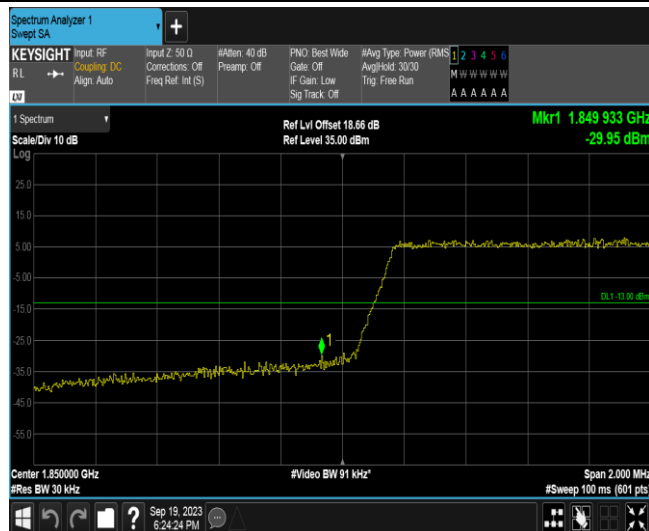 Spectrum Analyzer 1
Swept SA
KEYSIGHT
RL
LXI
Input: RF
Coupling: DC
Align: Auto
Input Z: 50 Ω
Corrections: Off
Freq Ref: Int (S)
#Atten: 40 dB
Preamp: Off
PNO: Best Wide
Gate: Off
IF Gain: Low
Sig Track: Off
#Avg Type: Power (RMS
Avg|Hold: 30/30
Trig: Free Run
1 2 3 4 5 6
M W W W W W
A A A A A A
1 Spectrum
Scale/Div 10 dB
Log
Ref Lvl Offset 18.66 dB
Ref Level 35.00 dBm
Mkr1 1.849 933 GHz
-29.95 dBm
25.0
15.0
5.00
-5.00
-15.0
-25.0
-35.0
-45.0
-55.0
DL1 -13.00 dBm
1
Center 1.850000 GHz
#Res BW 30 kHz
#Video BW 91 kHz*
Span 2.000 MHz
#Sweep 100 ms (601 pts)
?
Sep 19, 2023
6:24:24 PM